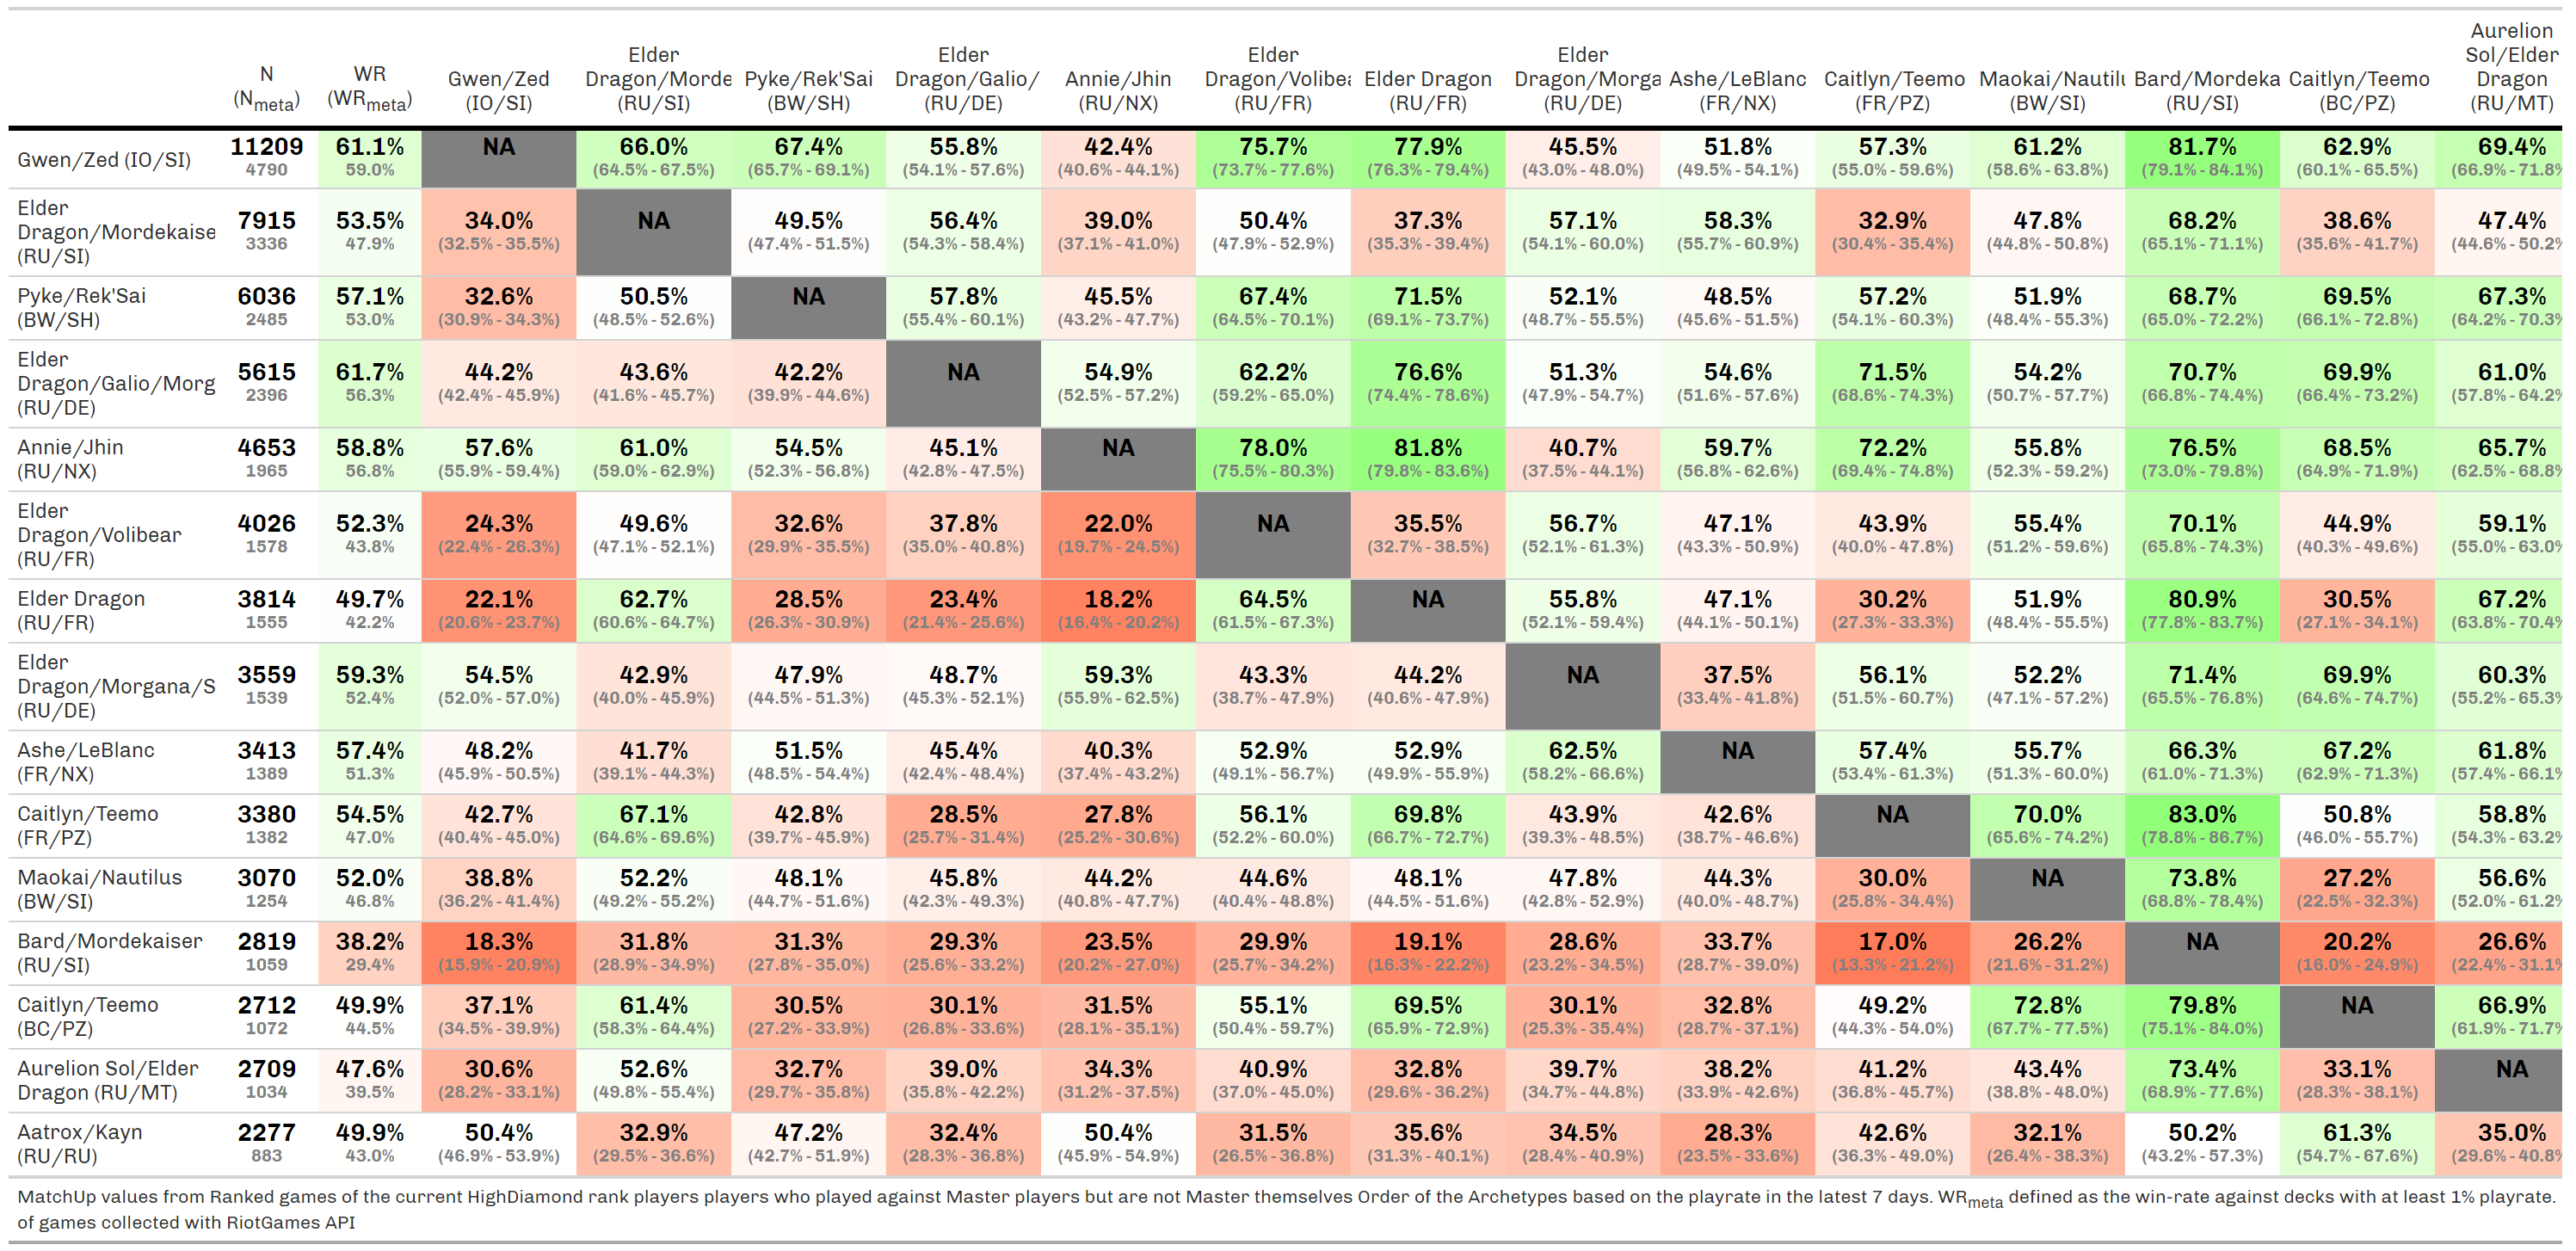 N (Nmeta) WR (WRmeta) Gwen/Zed (IO/SI) Elder Dragon/Morde (RU/SI) Pyke/Rek'Sai (BW/SH) Elder Dragon/Galio/ (RU/DE) Annie/Jhin (RU/NX) Elder Dragon/Volibea (RU/FR) Elder Dragon (RU/FR) Elder Dragon/Morga (RU/DE) Ashe/LeBlanc (FR/NX) Caitlyn/Teemo (FR/PZ) Maokai/Nautilu (BW/SI) Bard/Mordeka (RU/SI) Caitlyn/Teemo (BC/PZ) Aurelion Sol/Elder Dragon (RU/MT)
Gwen/Zed (IO/SI) 11209 61.1% NA 66.0% 67.4% 55.8% 42.4% 75.7% 77.9% 45.5% 51.8% 57.3% 61.2% 81.7% 62.9% 69.4%
4790 59.0% (64.5% - 67.5%) (65.7% - 69.1%) (54.1% - 57.6%) (40.6% - 44.1%) (73.7% - 77.6%) (76.3% - 79.4%) (43.0% - 48.0%) (49.5% - 54.1%) (55.0% - 59.6%) (58.6% - 63.8%) (79.1% - 84.1%) (60.1% - 65.5%) (66.9% - 71.8%
Elder Dragon/Mordekaise (RU/SI) 7915 53.5% 34.0% NA 49.5% 56.4% 39.0% 50.4% 37.3% 57.1% 58.3% 32.9% 47.8% 68.2% 38.6% 47.4%
3336 47.9% (32.5% - 35.5%) (47.4% - 51.5%) (54.3% - 58.4%) (37.1% - 41.0%) (47.9% - 52.9%) (35.3% - 39.4%) (54.1% - 60.0%) (55.7% - 60.9%) (30.4% - 35.4%) (44.8% - 50.8%) (65.1% - 71.1%) (35.6% - 41.7%) (44.6% - 50.2%
Pyke/Rek'Sai (BW/SH) 6036 57.1% 32.6% 50.5% NA 57.8% 45.5% 67.4% 71.5% 52.1% 48.5% 57.2% 51.9% 68.7% 69.5% 67.3%
2485 53.0% (30.9% - 34.3%) (48.5% - 52.6%) (55.4% - 60.1%) (43.2% - 47.7%) (64.5% - 70.1%) (69.1% - 73.7%) (48.7% - 55.5%) (45.6% - 51.5%) (54.1% - 60.3%) (48.4% - 55.3%) (65.0% - 72.2%) (66.1% - 72.8%) (64.2% - 70.3%
Elder Dragon/Galio/Morg (RU/DE) 5615 61.7% 44.2% 43.6% 42.2% NA 54.9% 62.2% 76.6% 51.3% 54.6% 71.5% 54.2% 70.7% 69.9% 61.0%
2396 56.3% (42.4% - 45.9%) (41.6% - 45.7%) (39.9% - 44.6%) (52.5% - 57.2%) (59.2% - 65.0%) (74.4% - 78.6%) (47.9% - 54.7%) (51.6% - 57.6%) (68.6% - 74.3%) (50.7% - 57.7%) (66.8% - 74.4%) (66.4% - 73.2%) (57.8% - 64.2%
Annie/Jhin (RU/NX) 4653 58.8% 57.6% 61.0% 54.5% 45.1% NA 78.0% 81.8% 40.7% 59.7% 72.2% 55.8% 76.5% 68.5% 65.7%
1965 56.8% (55.9% - 59.4%) (59.0% - 62.9%) (52.3% - 56.8%) (42.8% - 47.5%) (75.5% - 80.3%) (79.8% - 83.6%) (37.5% - 44.1%) (56.8% - 62.6%) (69.4% - 74.8%) (52.3% - 59.2%) (73.0% - 79.8%) (64.9% - 71.9%) (62.5% - 68.8%
Elder Dragon/Volibear (RU/FR) 4026 52.3% 24.3% 49.6% 32.6% 37.8% 22.0% NA 35.5% 56.7% 47.1% 43.9% 55.4% 70.1% 44.9% 59.1%
1578 43.8% (22.4% - 26.3%) (47.1% - 52.1%) (29.9% - 35.5%) (35.0% - 40.8%) (19.7% - 24.5%) (32.7% - 38.5%) (52.1% - 61.3%) (43.3% - 50.9%) (40.0% - 47.8%) (51.2% - 59.6%) (65.8% - 74.3%) (40.3% - 49.6%) (55.0% - 63.0%
Elder Dragon (RU/FR) 3814 49.7% 22.1% 62.7% 28.5% 23.4% 18.2% 64.5% NA 55.8% 47.1% 30.2% 51.9% 80.9% 30.5% 67.2%
1555 42.2% (20.6% - 23.7%) (60.6% - 64.7%) (26.3% - 30.9%) (21.4% - 25.6%) (16.4% - 20.2%) (61.5% - 67.3%) (52.1% - 59.4%) (44.1% - 50.1%) (27.3% - 33.3%) (48.4% - 55.5%) (77.8% - 83.7%) (27.1% - 34.1%) (63.8% - 70.4%
Elder Dragon/Morgana/S (RU/DE) 3559 59.3% 54.5% 42.9% 47.9% 48.7% 59.3% 43.3% 44.2% NA 37.5% 56.1% 52.2% 71.4% 69.9% 60.3%
1539 52.4% (52.0% - 57.0%) (40.0% - 45.9%) (44.5% - 51.3%) (45.3% - 52.1%) (55.9% - 62.5%) (38.7% - 47.9%) (40.6% - 47.9%) (33.4% - 41.8%) (51.5% - 60.7%) (47.1% - 57.2%) (65.5% - 76.8%) (64.6% - 74.7%) (55.2% - 65.3%
Ashe/LeBlanc (FR/NX) 3413 57.4% 48.2% 41.7% 51.5% 45.4% 40.3% 52.9% 52.9% 62.5% NA 57.4% 55.7% 66.3% 67.2% 61.8%
1389 51.3% (45.9% - 50.5%) (39.1% - 44.3%) (48.5% - 54.4%) (42.4% - 48.4%) (37.4% - 43.2%) (49.1% - 56.7%) (49.9% - 55.9%) (58.2% - 66.6%) (53.4% - 61.3%) (51.3% - 60.0%) (61.0% - 71.3%) (62.9% - 71.3%) (57.4% - 66.1%
Caitlyn/Teemo (FR/PZ) 3380 54.5% 42.7% 67.1% 42.8% 28.5% 27.8% 56.1% 69.8% 43.9% 42.6% NA 70.0% 83.0% 50.8% 58.8%
1382 47.0% (40.4% - 45.0%) (64.6% - 69.6%) (39.7% - 45.9%) (25.7% - 31.4%) (25.2% - 30.6%) (52.2% - 60.0%) (66.7% - 72.7%) (39.3% - 48.5%) (38.7% - 46.6%) (65.6% - 74.2%) (78.8% - 86.7%) (46.0% - 55.7%) (54.3% - 63.2%
Maokai/Nautilus (BW/SI) 3070 52.0% 38.8% 52.2% 48.1% 45.8% 44.2% 44.6% 48.1% 47.8% 44.3% 30.0% NA 73.8% 27.2% 56.6%
1254 46.8% (36.2% - 41.4%) (49.2% - 55.2%) (44.7% - 51.6%) (42.3% - 49.3%) (40.8% - 47.7%) (40.4% - 48.8%) (44.5% - 51.6%) (42.8% - 52.9%) (40.0% - 48.7%) (25.8% - 34.4%) (68.8% - 78.4%) (22.5% - 32.3%) (52.0% - 61.2%
Bard/Mordekaiser (RU/SI) 2819 38.2% 18.3% 31.8% 31.3% 29.3% 23.5% 29.9% 19.1% 28.6% 33.7% 17.0% 26.2% NA 20.2% 26.6%
1059 29.4% (15.9% - 20.9%) (28.9% - 34.9%) (27.8% - 35.0%) (25.6% - 33.2%) (20.2% - 27.0%) (25.7% - 34.2%) (16.3% - 22.2%) (23.2% - 34.5%) (28.7% - 39.0%) (13.3% - 21.2%) (21.6% - 31.2%) (16.0% - 24.9%) (22.4% - 31.1%
Caitlyn/Teemo (BC/PZ) 2712 49.9% 37.1% 61.4% 30.5% 30.1% 31.5% 55.1% 69.5% 30.1% 32.8% 49.2% 72.8% 79.8% NA 66.9%
1072 44.5% (34.5% - 39.9%) (58.3% - 64.4%) (27.2% - 33.9%) (26.8% - 33.6%) (28.1% - 35.1%) (50.4% - 59.7%) (65.9% - 72.9%) (25.3% - 35.4%) (28.7% - 37.1%) (44.3% - 54.0%) (67.7% - 77.5%) (75.1% - 84.0%) (61.9% - 71.7%
Aurelion Sol/Elder Dragon (RU/MT) 2709 47.6% 30.6% 52.6% 32.7% 39.0% 34.3% 40.9% 32.8% 39.7% 38.2% 41.2% 43.4% 73.4% 33.1% NA
1034 39.5% (28.2% - 33.1%) (49.8% - 55.4%) (29.7% - 35.8%) (35.8% - 42.2%) (31.2% - 37.5%) (37.0% - 45.0%) (29.6% - 36.2%) (34.7% - 44.8%) (33.9% - 42.6%) (36.8% - 45.7%) (38.8% - 48.0%) (68.9% - 77.6%) (28.3% - 38.1%)
Aatrox/Kayn (RU/RU) 2277 49.9% 50.4% 32.9% 47.2% 32.4% 50.4% 31.5% 35.6% 34.5% 28.3% 42.6% 32.1% 50.2% 61.3% 35.0%
883 43.0% (46.9% - 53.9%) (29.5% - 36.6%) (42.7% - 51.9%) (28.3% - 36.8%) (45.9% - 54.9%) (26.5% - 36.8%) (31.3% - 40.1%) (28.4% - 40.9%) (23.5% - 33.6%) (36.3% - 49.0%) (26.4% - 38.3%) (43.2% - 57.3%) (54.7% - 67.6%) (29.6% - 40.8%
MatchUp values from Ranked games of the current HighDiamond rank players players who played against Master players but are not Master themselves Order of the Archetypes based on the playrate in the latest 7 days. WRmeta defined as the win-rate against decks with at least 1% playrate.
of games collected with RiotGames API